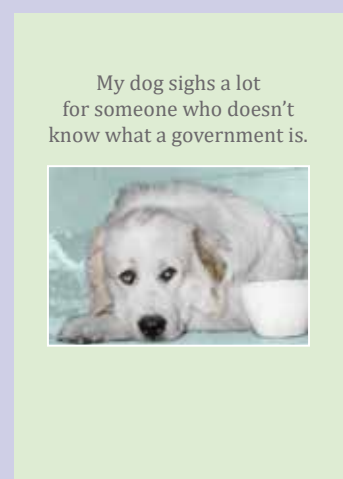 My dog sighs a lot
for someone who doesn’t
know what a government is.